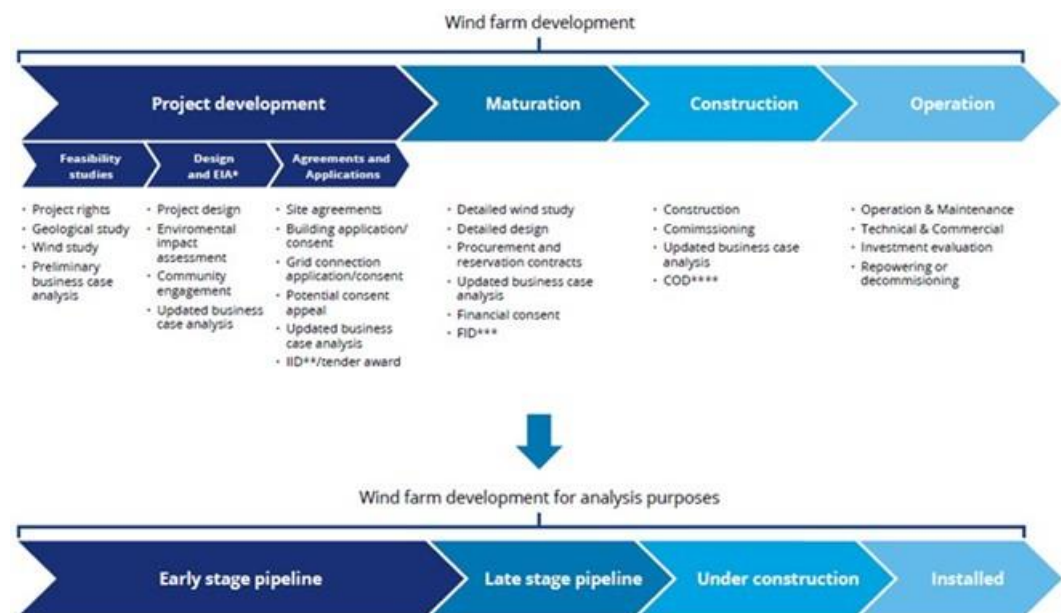 Wind farm development
Project development
Maturation
Construction
Operation
Feasibility
studies
Design
and EIA*
Agreements and
Applications
• Project rights
• Geological study
• Wind study
• Preliminary
business case
analysis
• Project design
• Enviromental
impact
assessment
• Community
engagement
• Updated business
case analysis
• Site agreements
• Building application/
consent
• Grid connection
application/consent
• Potential consent
appeal
• Updated business
case analysis
• IID**/tender award
• Detailed wind study
• Detailed design
• Procurement and
reservation contracts
• Updated business case
analysis
• Financial consent
• FID***
• Construction
• Comimssioning
• Updated business case
analysis
• COD****
• Operation & Maintenance
• Technical & Commercial
• Investment evaluation
• Repowering or
decommisioning
Wind farm development for analysis purposes
Early stage pipeline
Late stage pipeline
Under construction
Installed